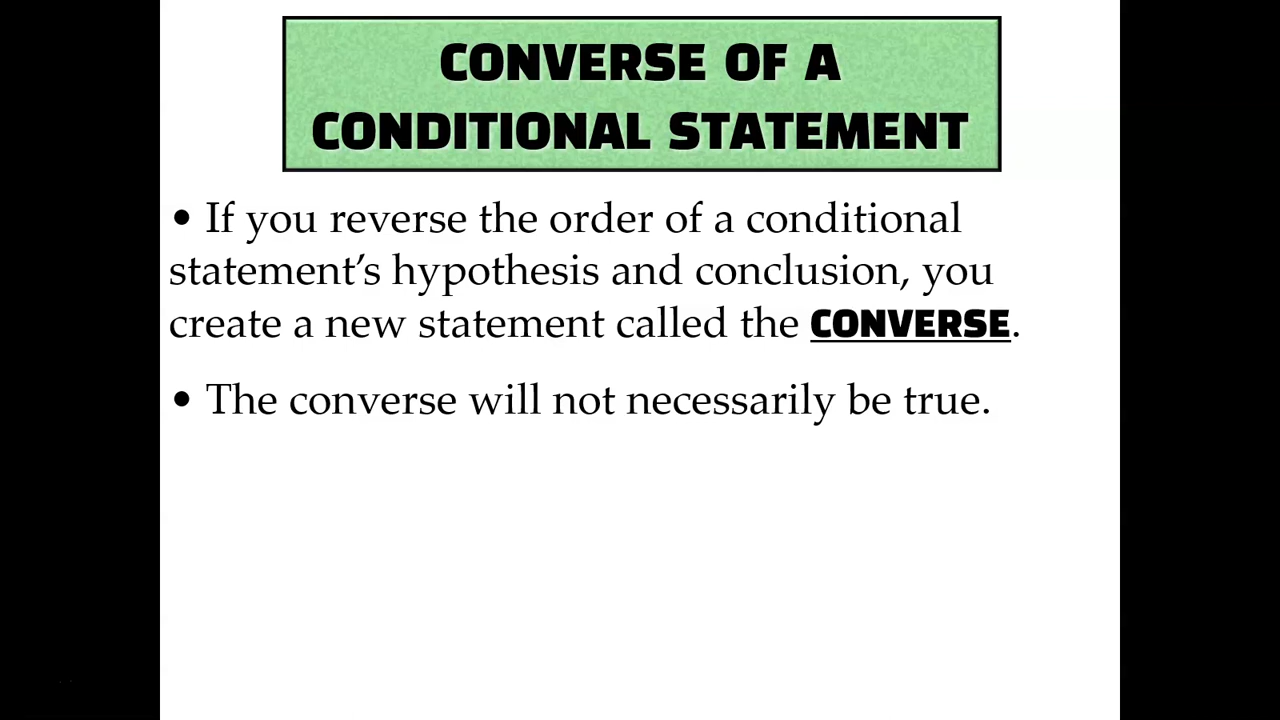 CONVERSE OF A
CONDITIONAL STATEMENT
• If you reverse the order of a conditional
statement’s hypothesis and conclusion, you
create a new statement called the CONVERSE.
• The converse will not necessarily be true.